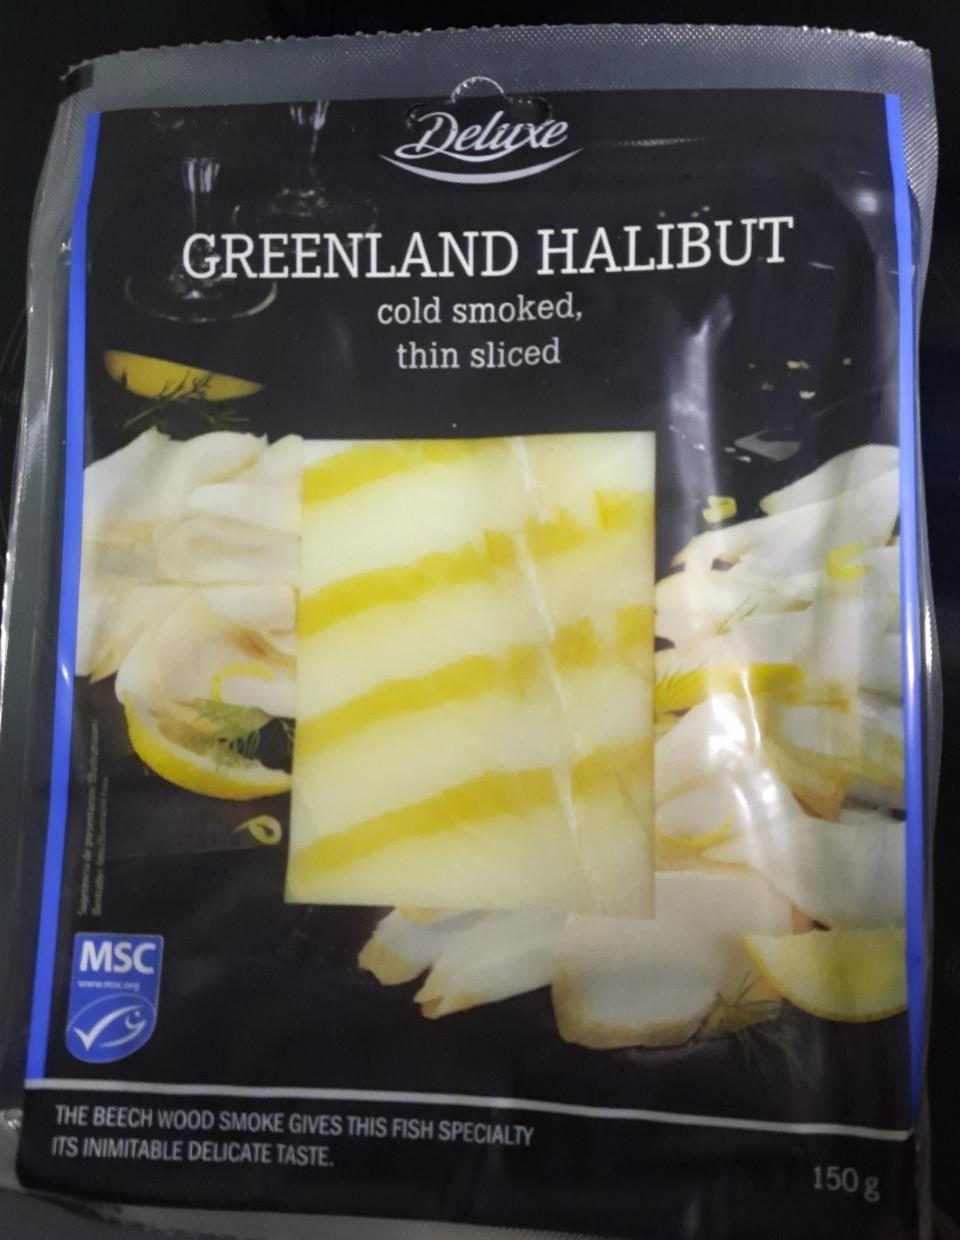 Deluxe
GREENLAND HALIBUT
cold smoked,
thin sliced
MSC
www.msc.org
THE BEECH WOOD SMOKE GIVES THIS FISH SPECIALTY
ITS INIMITABLE DELICATE TASTE.
150 g